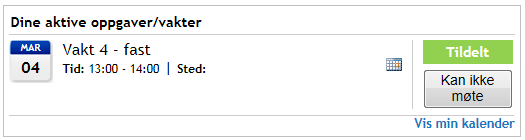 Dine aktive oppgaver/vakter
MAR
04
Vakt 4 - fast
Tid: 13:00 - 14:00 | Sted:
Tildelt
Kan ikke
møte
Vis min kalender